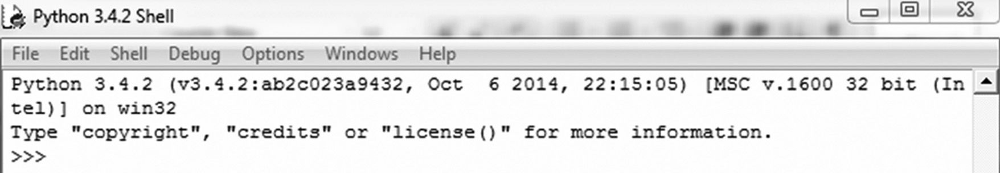 Python 3.4.2 Shell
File Edit Shell Debug Options Windows Help
Python 3.4.2 (v3.4.2:ab2c023a9432, Oct  6 2014, 22:15:05) [MSC v.1600 32 bit (In
tel)] on win32
Type "copyright", "credits" or "license()" for more information.
>>>